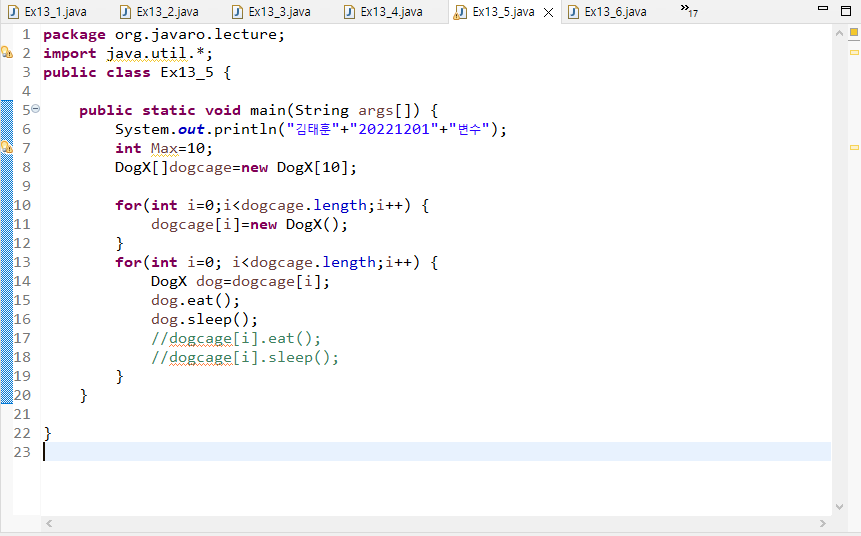 Ex13_1.java Ex13_2.java Ex13_3.java Ex13_4.java Ex13_5.java Ex13_6.java »17
1 package org.javaro.lecture;
2 import java.util.*;
3 public class Ex13_5 {
4
5 public static void main(String args[]) {
6 System.out.println("김태훈"+"20221201"+"변수");
7 int Max=10;
8 DogX[]dogcage=new DogX[10];
9
10 for(int i=0;i<dogcage.length;i++) {
11 dogcage[i]=new DogX();
12 }
13 for(int i=0; i<dogcage.length;i++) {
14 DogX dog=dogcage[i];
15 dog.eat();
16 dog.sleep();
17 //dogcage[i].eat();
18 //dogcage[i].sleep();
19 }
20 }
21
22 }
23